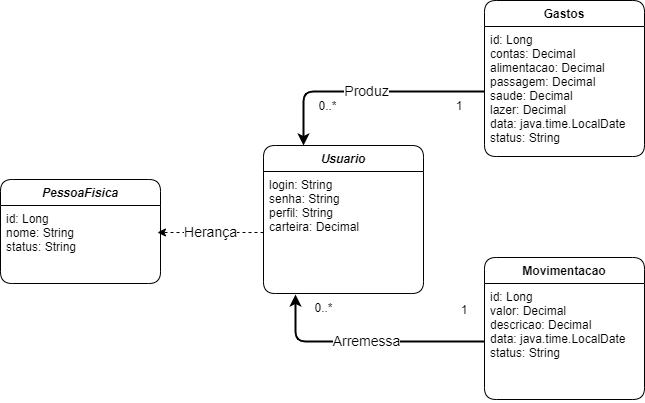 Gastos
id: Long
contas: Decimal
alimentacao: Decimal
passagem: Decimal
saude: Decimal
lazer: Decimal
data: java.time.LocalDate
status: String
Produz
0..*
1
Usuario
login: String
senha: String
perfil: String
carteira: Decimal
PessoaFisica
id: Long
nome: String
status: String
Herança
Movimentacao
id: Long
valor: Decimal
descricao: Decimal
data: java.time.LocalDate
status: String
0..*
1
Arremessa